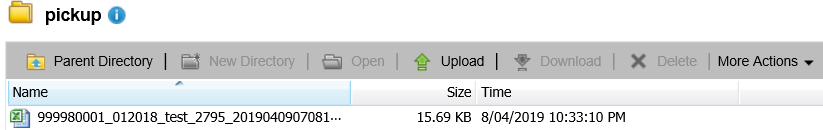 pickup
Parent Directory | New Directory | Open | Upload | Download | Delete | More Actions
Name Size Time
999980001_012018_test_2795_2019040907081... 15.69 KB 8/04/2019 10:33:10 PM